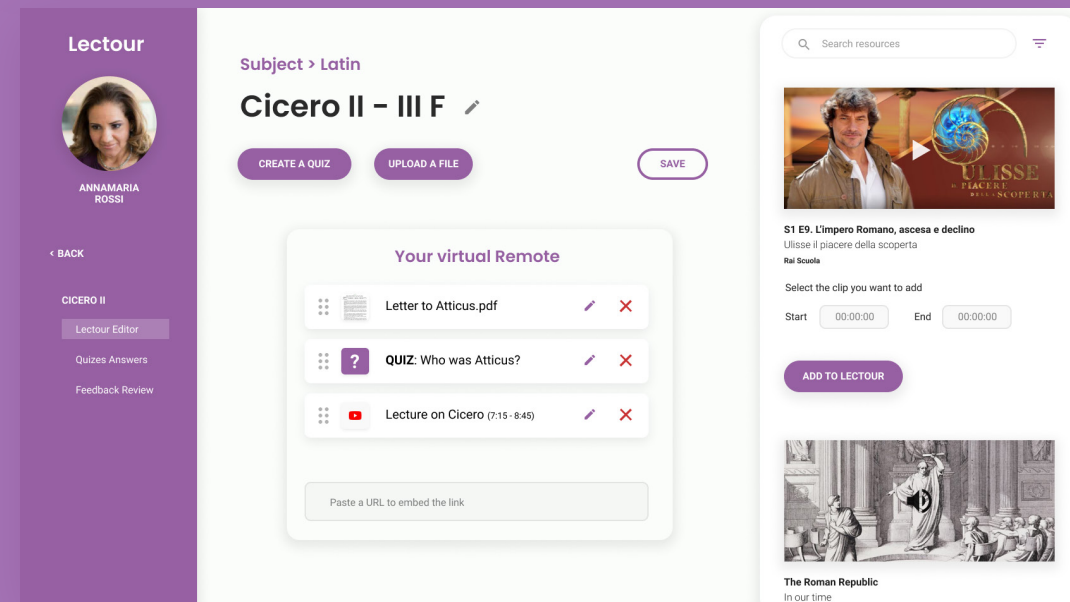 Lectour
ANNAMARIA
ROSSI
< BACK
CICERO II
Lectour Editor
Quizes Answers
Feedback Review
Subject > Latin
Cicero II – III F
CREATE A QUIZ
UPLOAD A FILE
SAVE
Your virtual Remote
Letter to Atticus.pdf
?
QUIZ: Who was Atticus?
Lecture on Cicero (7:15 - 8:45)
Paste a URL to embed the link
Search resources
ULISSE
IL PIACERE
DELLA SCOPERTA
S1 E9. L'impero Romano, ascesa e declino
Ulisse il piacere della scoperta
Rai Scuola
Select the clip you want to add
Start 00:00:00 End 00:00:00
ADD TO LECTOUR
The Roman Republic
In our time